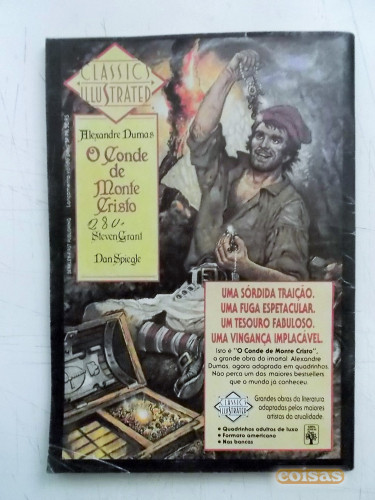 CLASSICS
ILLUSTRATED
Alexandre Dumas
O Conde
de
Monte
Cristo
Steven Grant
Dan Spiegle
UMA SÓRDIDA TRAIÇÃO.
UMA FUGA ESPETACULAR.
UM TESOURO FABULOSO.
UMA VINGANÇA IMPLACÁVEL.
Isto é "O Conde de Monte Cristo",
a grande obra do imortal Alexandre
Dumas, agora adaptada em quadrinhos.
Não perca um dos maiores bestsellers
que o mundo já conheceu.
CLASSICS
ILLUSTRATED
Grandes obras da literatura
adaptadas pelos maiores
artistas da atualidade.
• Quadrinhos adultos de luxo
• Formato americano
• Nas bancas
coisas